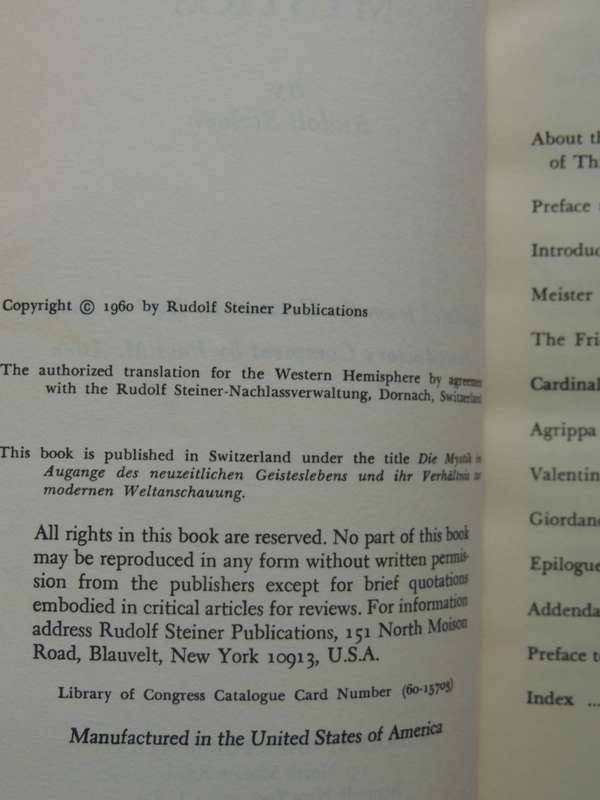 Copyright © 1960 by Rudolf Steiner Publications
The authorized translation for the Western Hemisphere by agreement
with the Rudolf Steiner-Nachlassverwaltung, Dornach, Switzerland
This book is published in Switzerland under the title Die Mystik
Augange des neuzeitlichen Geisteslebens und ihr Verhältnis
modernen Weltanschauung.
All rights in this book are reserved. No part of this book
may be reproduced in any form without written permis-
sion from the publishers except for brief quotations
embodied in critical articles for reviews. For information
address Rudolf Steiner Publications, 151 North Moison
Road, Blauvelt, New York 10913, U.S.A.
Library of Congress Catalogue Card Number (60-15703)
Manufactured in the United States of America
About
of
Preface
Introduc
Meister
The Fri
Cardinal
Agrippa
Valentin
Giordano
Epilogue
Addenda
Preface
Index ...